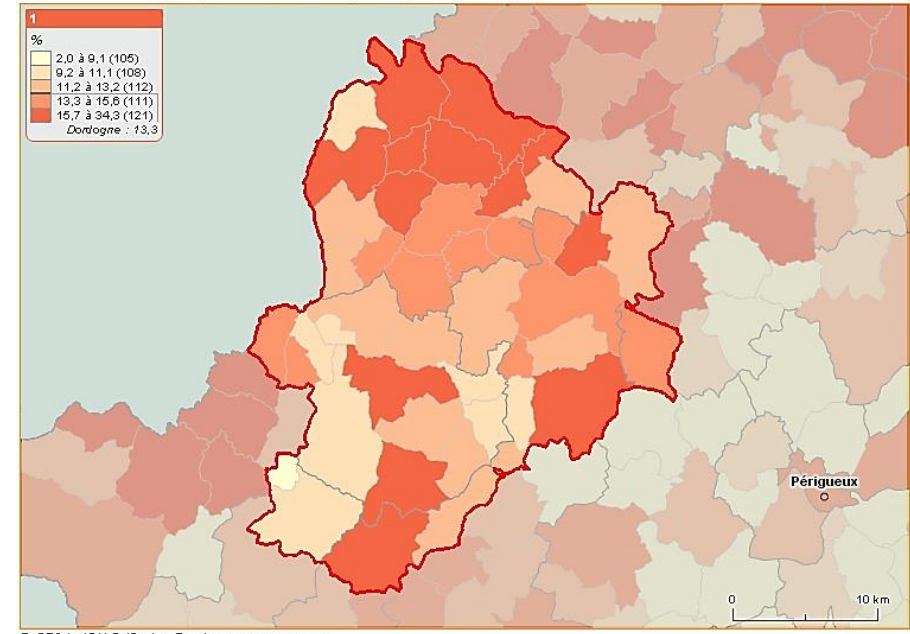 1
%
2,0 à 9,1 (105)
9,2 à 11,1 (108)
11,2 à 13,2 (112)
13,3 à 15,6 (111)
15,7 à 34,3 (121)
Dordogne : 13,3
Périgueux
0 10 km